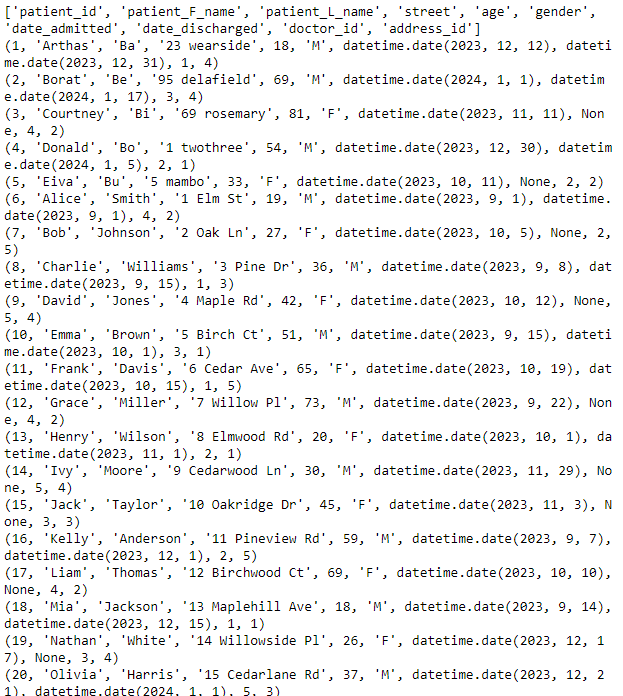 ['patient_id', 'patient_F_name', 'patient_L_name', 'street', 'age', 'gender',
'date_admitted', 'date_discharged', 'doctor_id', 'address_id']
(1, 'Arthas', 'Ba', '23 wearside', 18, 'M', datetime.date(2023, 12, 12), dateti
me.date(2023, 12, 31), 1, 4)
(2, 'Borat', 'Be', '95 delafield', 69, 'M', datetime.date(2024, 1, 1), datetim
e.date(2024, 1, 17), 3, 4)
(3, 'Courtney', 'Bi', '69 rosemary', 81, 'F', datetime.date(2023, 11, 11), Non
e, 4, 2)
(4, 'Donald', 'Bo', '1 twothree', 54, 'M', datetime.date(2023, 12, 30), datetim
e.date(2024, 1, 5), 2, 1)
(5, 'Eiva', 'Bu', '5 mambo', 33, 'F', datetime.date(2023, 10, 11), None, 2, 2)
(6, 'Alice', 'Smith', '1 Elm St', 19, 'M', datetime.date(2023, 9, 1), datetime.
date(2023, 9, 1), 4, 2)
(7, 'Bob', 'Johnson', '2 Oak Ln', 27, 'F', datetime.date(2023, 10, 5), None, 2,
5)
(8, 'Charlie', 'Williams', '3 Pine Dr', 36, 'M', datetime.date(2023, 9, 8), dat
etime.date(2023, 9, 15), 1, 3)
(9, 'David', 'Jones', '4 Maple Rd', 42, 'F', datetime.date(2023, 10, 12), None,
5, 4)
(10, 'Emma', 'Brown', '5 Birch Ct', 51, 'M', datetime.date(2023, 9, 15), dateti
me.date(2023, 10, 1), 3, 1)
(11, 'Frank', 'Davis', '6 Cedar Ave', 65, 'F', datetime.date(2023, 10, 19), dat
etime.date(2023, 10, 15), 1, 5)
(12, 'Grace', 'Miller', '7 Willow Pl', 73, 'M', datetime.date(2023, 9, 22), Non
e, 4, 2)
(13, 'Henry', 'Wilson', '8 Elmwood Rd', 20, 'F', datetime.date(2023, 10, 1), da
tetime.date(2023, 11, 1), 2, 1)
(14, 'Ivy', 'Moore', '9 Cedarwood Ln', 30, 'M', datetime.date(2023, 11, 29), No
ne, 5, 4)
(15, 'Jack', 'Taylor', '10 Oakridge Dr', 45, 'F', datetime.date(2023, 11, 3), N
one, 3, 3)
(16, 'Kelly', 'Anderson', '11 Pineview Rd', 59, 'M', datetime.date(2023, 9, 7),
datetime.date(2023, 12, 1), 2, 5)
(17, 'Liam', 'Thomas', '12 Birchwood Ct', 69, 'F', datetime.date(2023, 10, 10),
None, 4, 2)
(18, 'Mia', 'Jackson', '13 Maplehill Ave', 18, 'M', datetime.date(2023, 9, 14),
datetime.date(2023, 12, 15), 1, 1)
(19, 'Nathan', 'White', '14 Willowside Pl', 26, 'F', datetime.date(2023, 12, 1
7), None, 3, 4)
(20, 'Olivia', 'Harris', '15 Cedarlane Rd', 37, 'M', datetime.date(2023, 12, 2
1), datetime.date(2024, 1, 1), 5, 3)